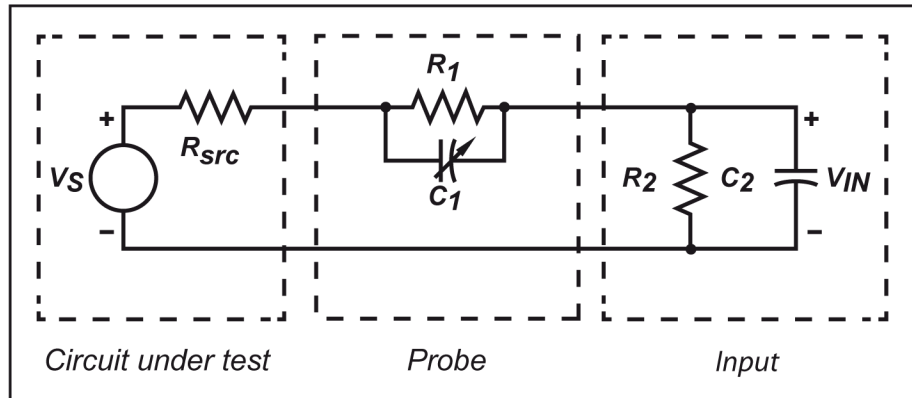 R1
+
Rsrc
VS
C1
R2
C2
+
VIN
−
−
Circuit under test
Probe
Input